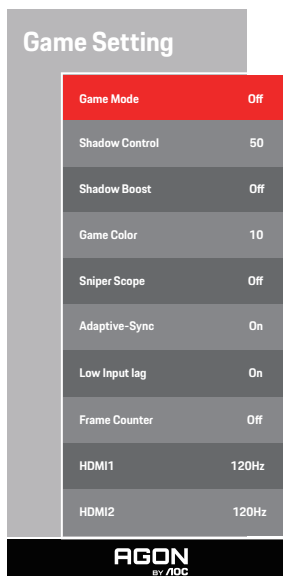 Game Setting
Game Mode Off
Shadow Control 50
Shadow Boost Off
Game Color 10
Sniper Scope Off
Adaptive-Sync On
Low Input lag On
Frame Counter Off
HDMI1 120Hz
HDMI2 120Hz
AGON
BY AOC